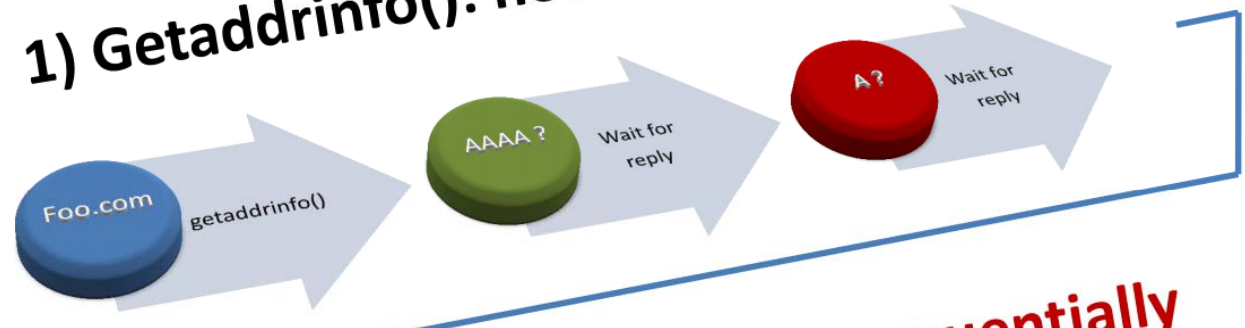 1) Getaddrinfo():
Foo.com
getaddrinfo()
AAAA ?
Wait for
reply
A ?
Wait for
reply